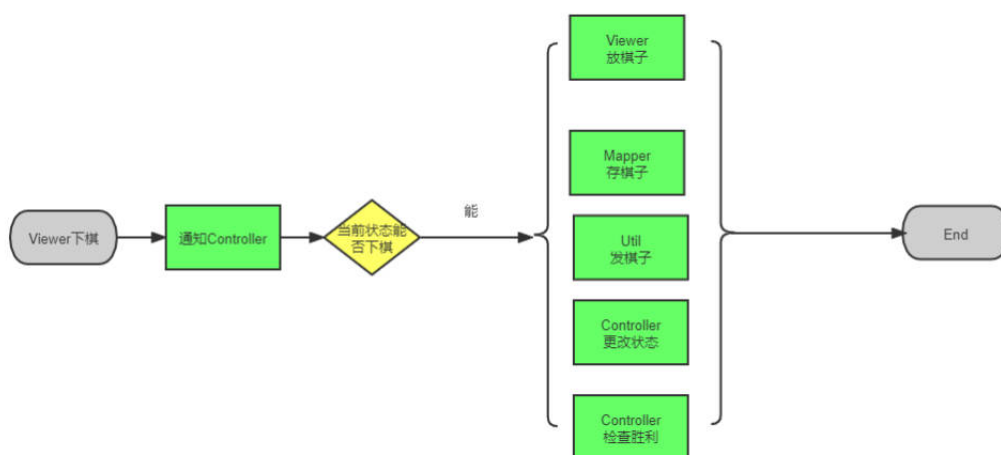 Viewer下棋
通知Controller
当前状态能
否下棋
能
Viewer
放棋子
Mapper
存棋子
Util
发棋子
Controller
更改状态
Controller
检查胜利
End